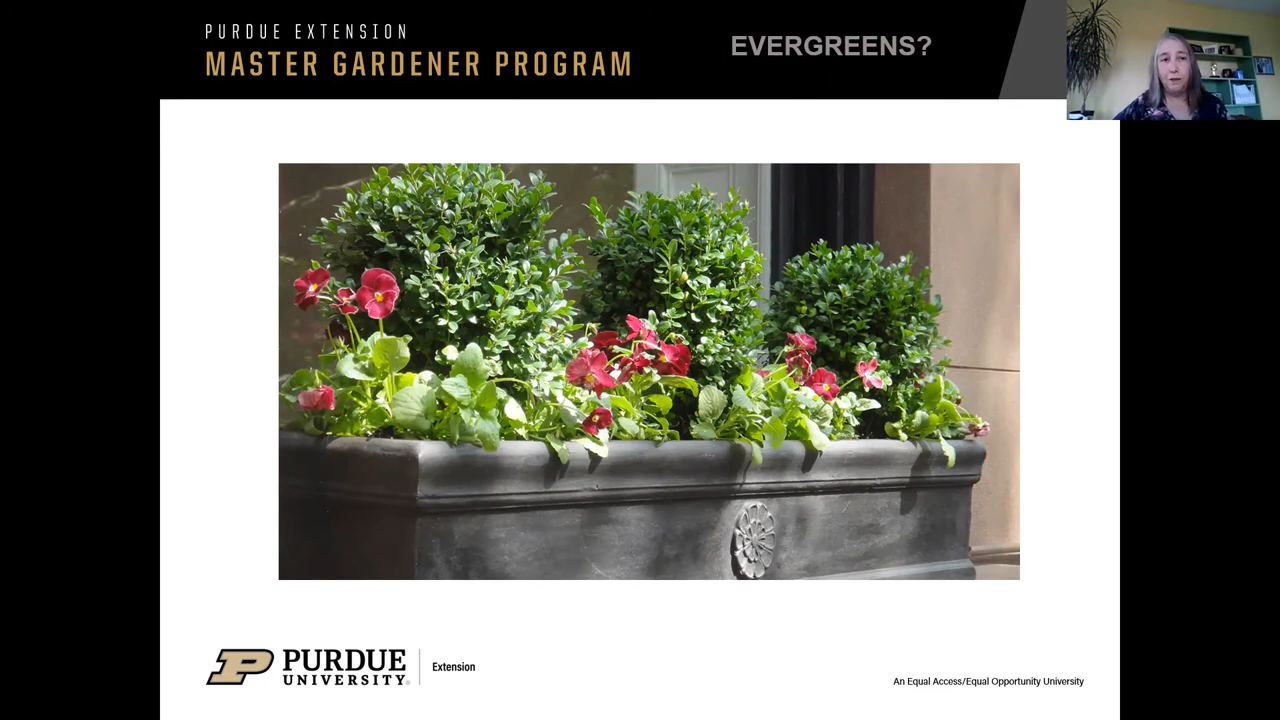 PURDUE EXTENSION
MASTER GARDENER PROGRAM
EVERGREENS?
PURDUE
UNIVERSITY®
Extension
An Equal Access/Equal Opportunity University